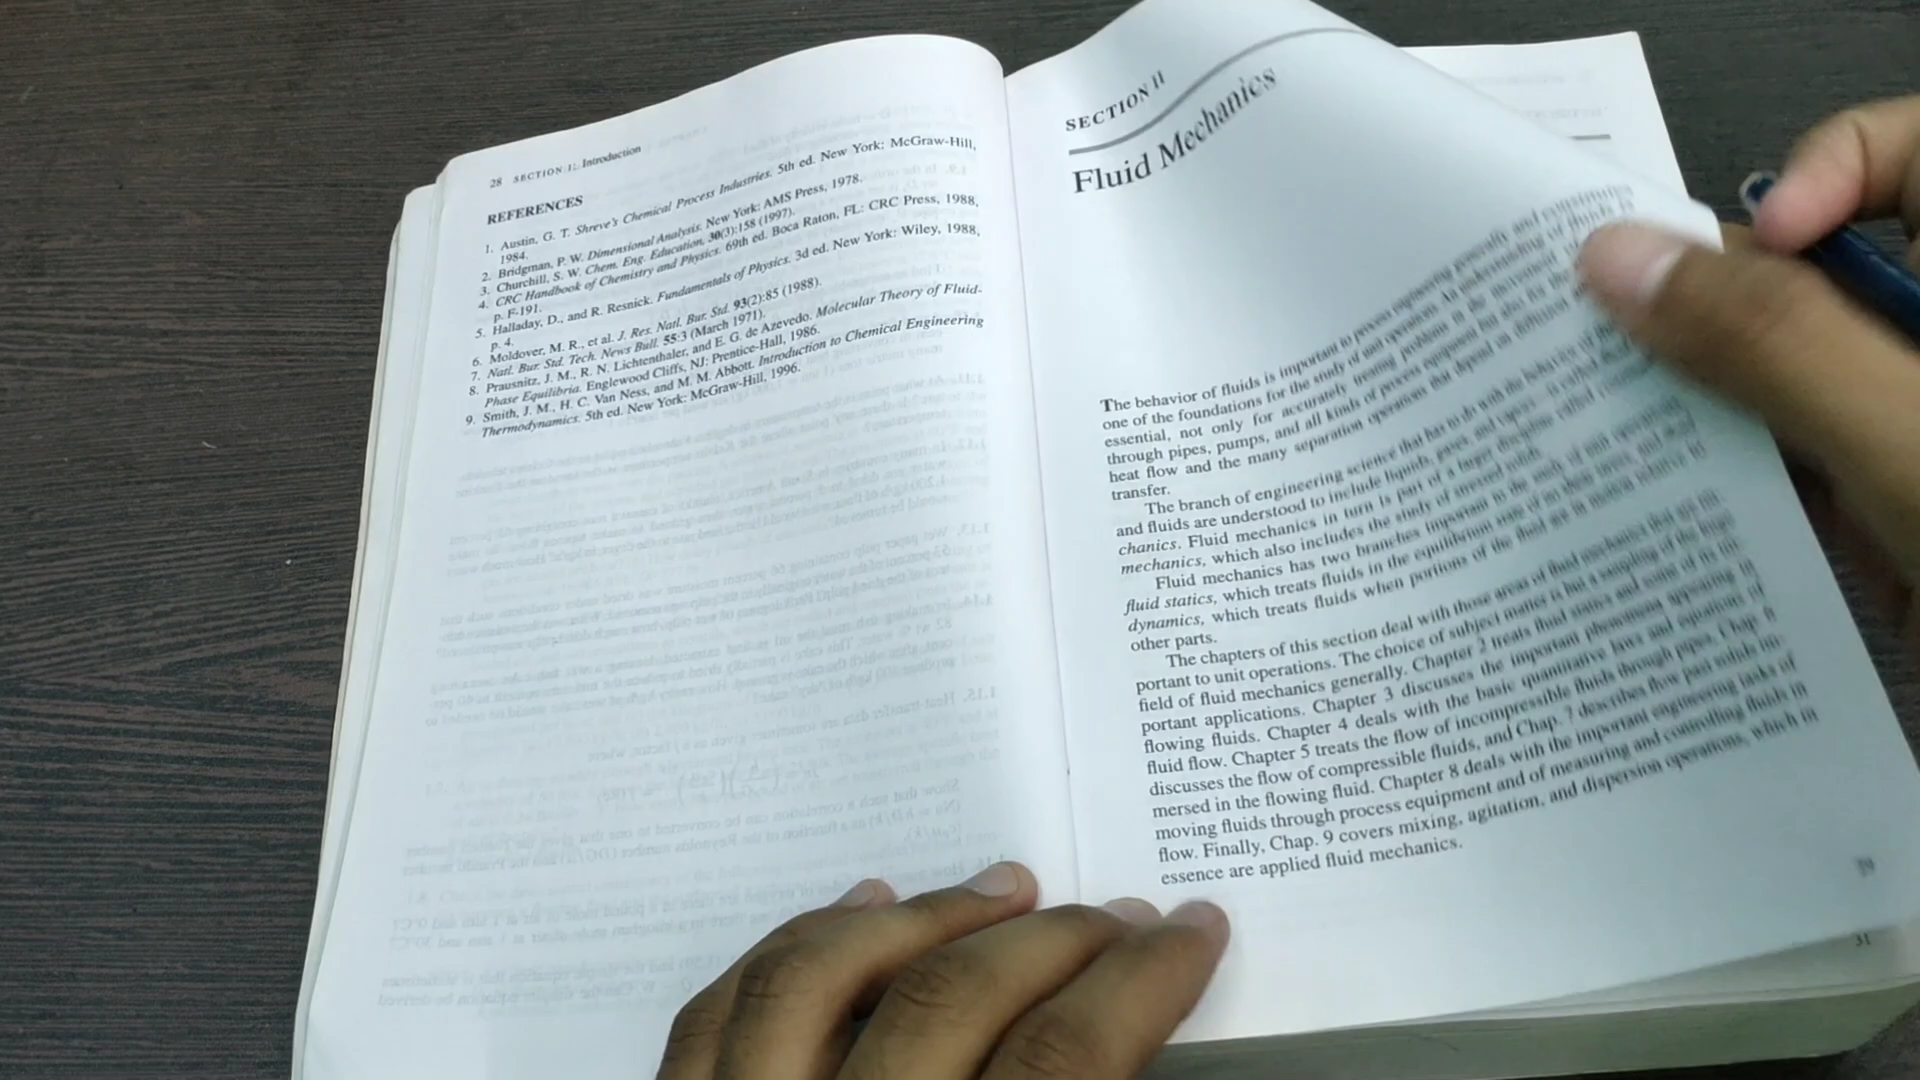 28 SECTION I: Introduction
REFERENCES
1. Austin, G. T. Shreve's Chemical Process Industries. 5th ed. New York: McGraw-Hill,
1984.
2. Bridgman, P. W. Dimensional Analysis. New York: AMS Press, 1978.
3. Churchill, S. W. Chem. Eng. Education, 30(3):158 (1997).
4. CRC Handbook of Chemistry and Physics. 69th ed. Boca Raton, FL: CRC Press, 1988,
p. F-191.
5. Halladay, D., and R. Resnick. Fundamentals of Physics. 3d ed. New York: Wiley, 1988,
p. 4.
6. Moldover, M. R., et al. J. Res. Natl. Bur. Std. 93(2):85 (1988).
7. Natl. Bur. Std. Tech. News Bull. 55:3 (March 1971).
8. Prausnitz, J. M., R. N. Lichtenthaler, and E. G. de Azevedo. Molecular Theory of Fluid-
Phase Equilibria. Englewood Cliffs, NJ: Prentice-Hall, 1986.
9. Smith, J. M., H. C. Van Ness, and M. M. Abbott. Introduction to Chemical Engineering
Thermodynamics. 5th ed. New York: McGraw-Hill, 1996.
SECTION II
Fluid Mechanics
The behavior of fluids is important to process engineering generally and constitutes
one of the foundations for the study of unit operations. An understanding of fluids is
essential, not only for accurately treating problems in the movement
through pipes, pumps, and all kinds of process equipment but also for the
heat flow and the many separation operations that depend on diffusion
transfer.
The branch of engineering science that has to do with the behavior of
and fluids are understood to include liquids, gases, and vapors is called
chanics. Fluid mechanics in turn is part of a larger discipline called
mechanics, which also includes the study of stressed solids.
Fluid mechanics has two branches important to the study of unit operations:
fluid statics, which treats fluids in the equilibrium state of no shear stress, and
dynamics, which treats fluids when portions of the fluid are in motion relative to
other parts.
The chapters of this section deal with those areas of fluid mechanics that are im-
portant to unit operations. The choice of subject matter is but a sampling of the huge
field of fluid mechanics generally. Chapter 2 treats fluid statics and some of its im-
portant applications. Chapter 3 discusses the important phenomena appearing in
flowing fluids. Chapter 4 deals with the basic quantitative laws and equations of
fluid flow. Chapter 5 treats the flow of incompressible fluids through pipes, Chap. 6
discusses the flow of compressible fluids, and Chap. 7 describes flow past solids im-
mersed in the flowing fluid. Chapter 8 deals with the important engineering tasks of
moving fluids through process equipment and of measuring and controlling fluids in
flow. Finally, Chap. 9 covers mixing, agitation, and dispersion operations, which in
essence are applied fluid mechanics.
31